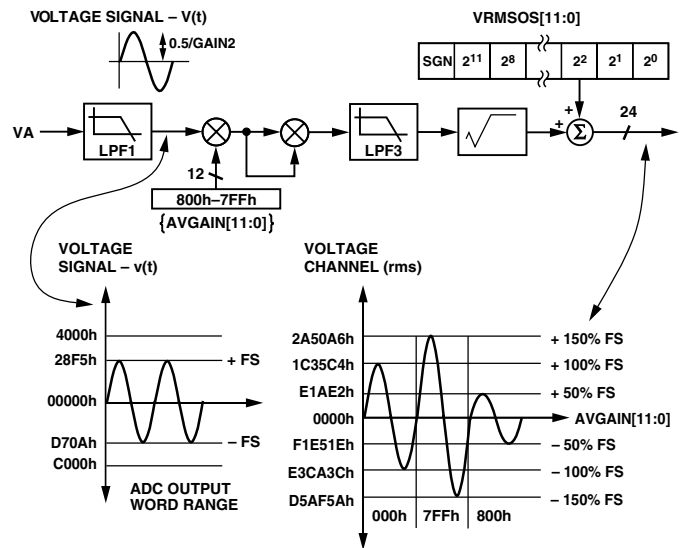 VOLTAGE SIGNAL – V(t)
0.5/GAIN2
VRMSOS[11:0]
SGN 2¹¹ 2⁸ 2² 2¹ 2⁰
VA
LPF1
12
800h–7FFh
{AVGAIN[11:0]}
LPF3
+
+
Σ
24
VOLTAGE
SIGNAL – v(t)
4000h
28F5h
+ FS
00000h
D70Ah
– FS
C000h
ADC OUTPUT
WORD RANGE
VOLTAGE
CHANNEL (rms)
2A50A6h
+ 150% FS
1C35C4h
+ 100% FS
E1AE2h
+ 50% FS
0000h
AVGAIN[11:0]
F1E51Eh
– 50% FS
E3CA3Ch
– 100% FS
D5AF5Ah
– 150% FS
000h 7FFh 800h